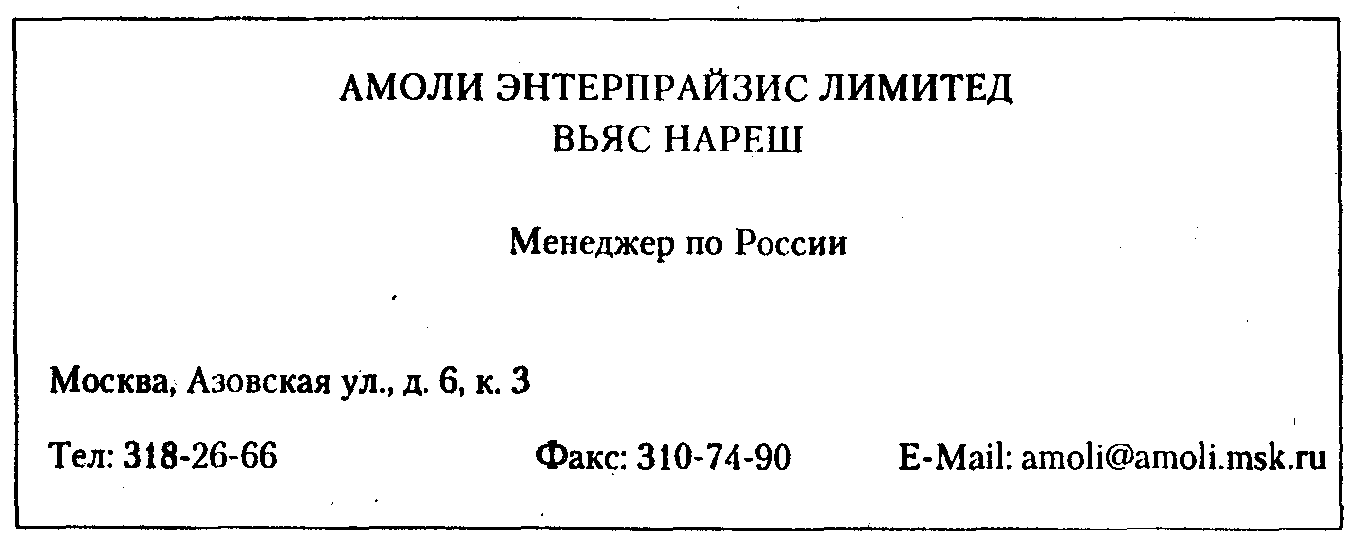 АМОЛИ ЭНТЕРПРАЙЗИС ЛИМИТЕД
ВЬЯС НАРЕШ
Менеджер по России
Москва, Азовская ул., д. 6, к. 3
Тел: 318-26-66 Факс: 310-74-90 E-Mail: amoli@amoli.msk.ru